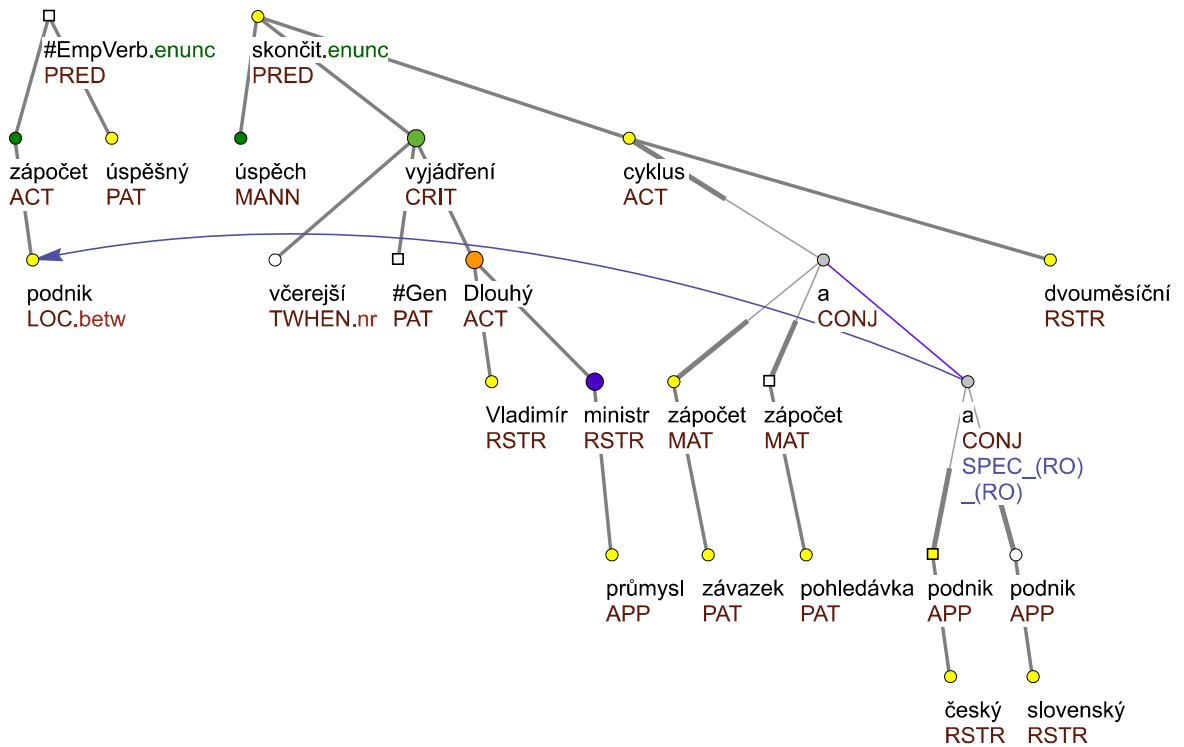 #EmpVerb.enunc
PRED
skončit.enunc
PRED
zápočet
ACT
úspěšný
PAT
úspěch
MANN
vyjádření
CRIT
cyklus
ACT
podnik
LOC.betw
včerejší
TWHEN.nr
#Gen
PAT
Dlouhý
ACT
a
CONJ
dvouměsíční
RSTR
Vladimír
RSTR
ministr
RSTR
zápočet
MAT
zápočet
MAT
a
CONJ
SPEC_(RO)
_(RO)
průmysl
APP
závazek
PAT
pohledávka
PAT
podnik
APP
podnik
APP
český
RSTR
slovenský
RSTR